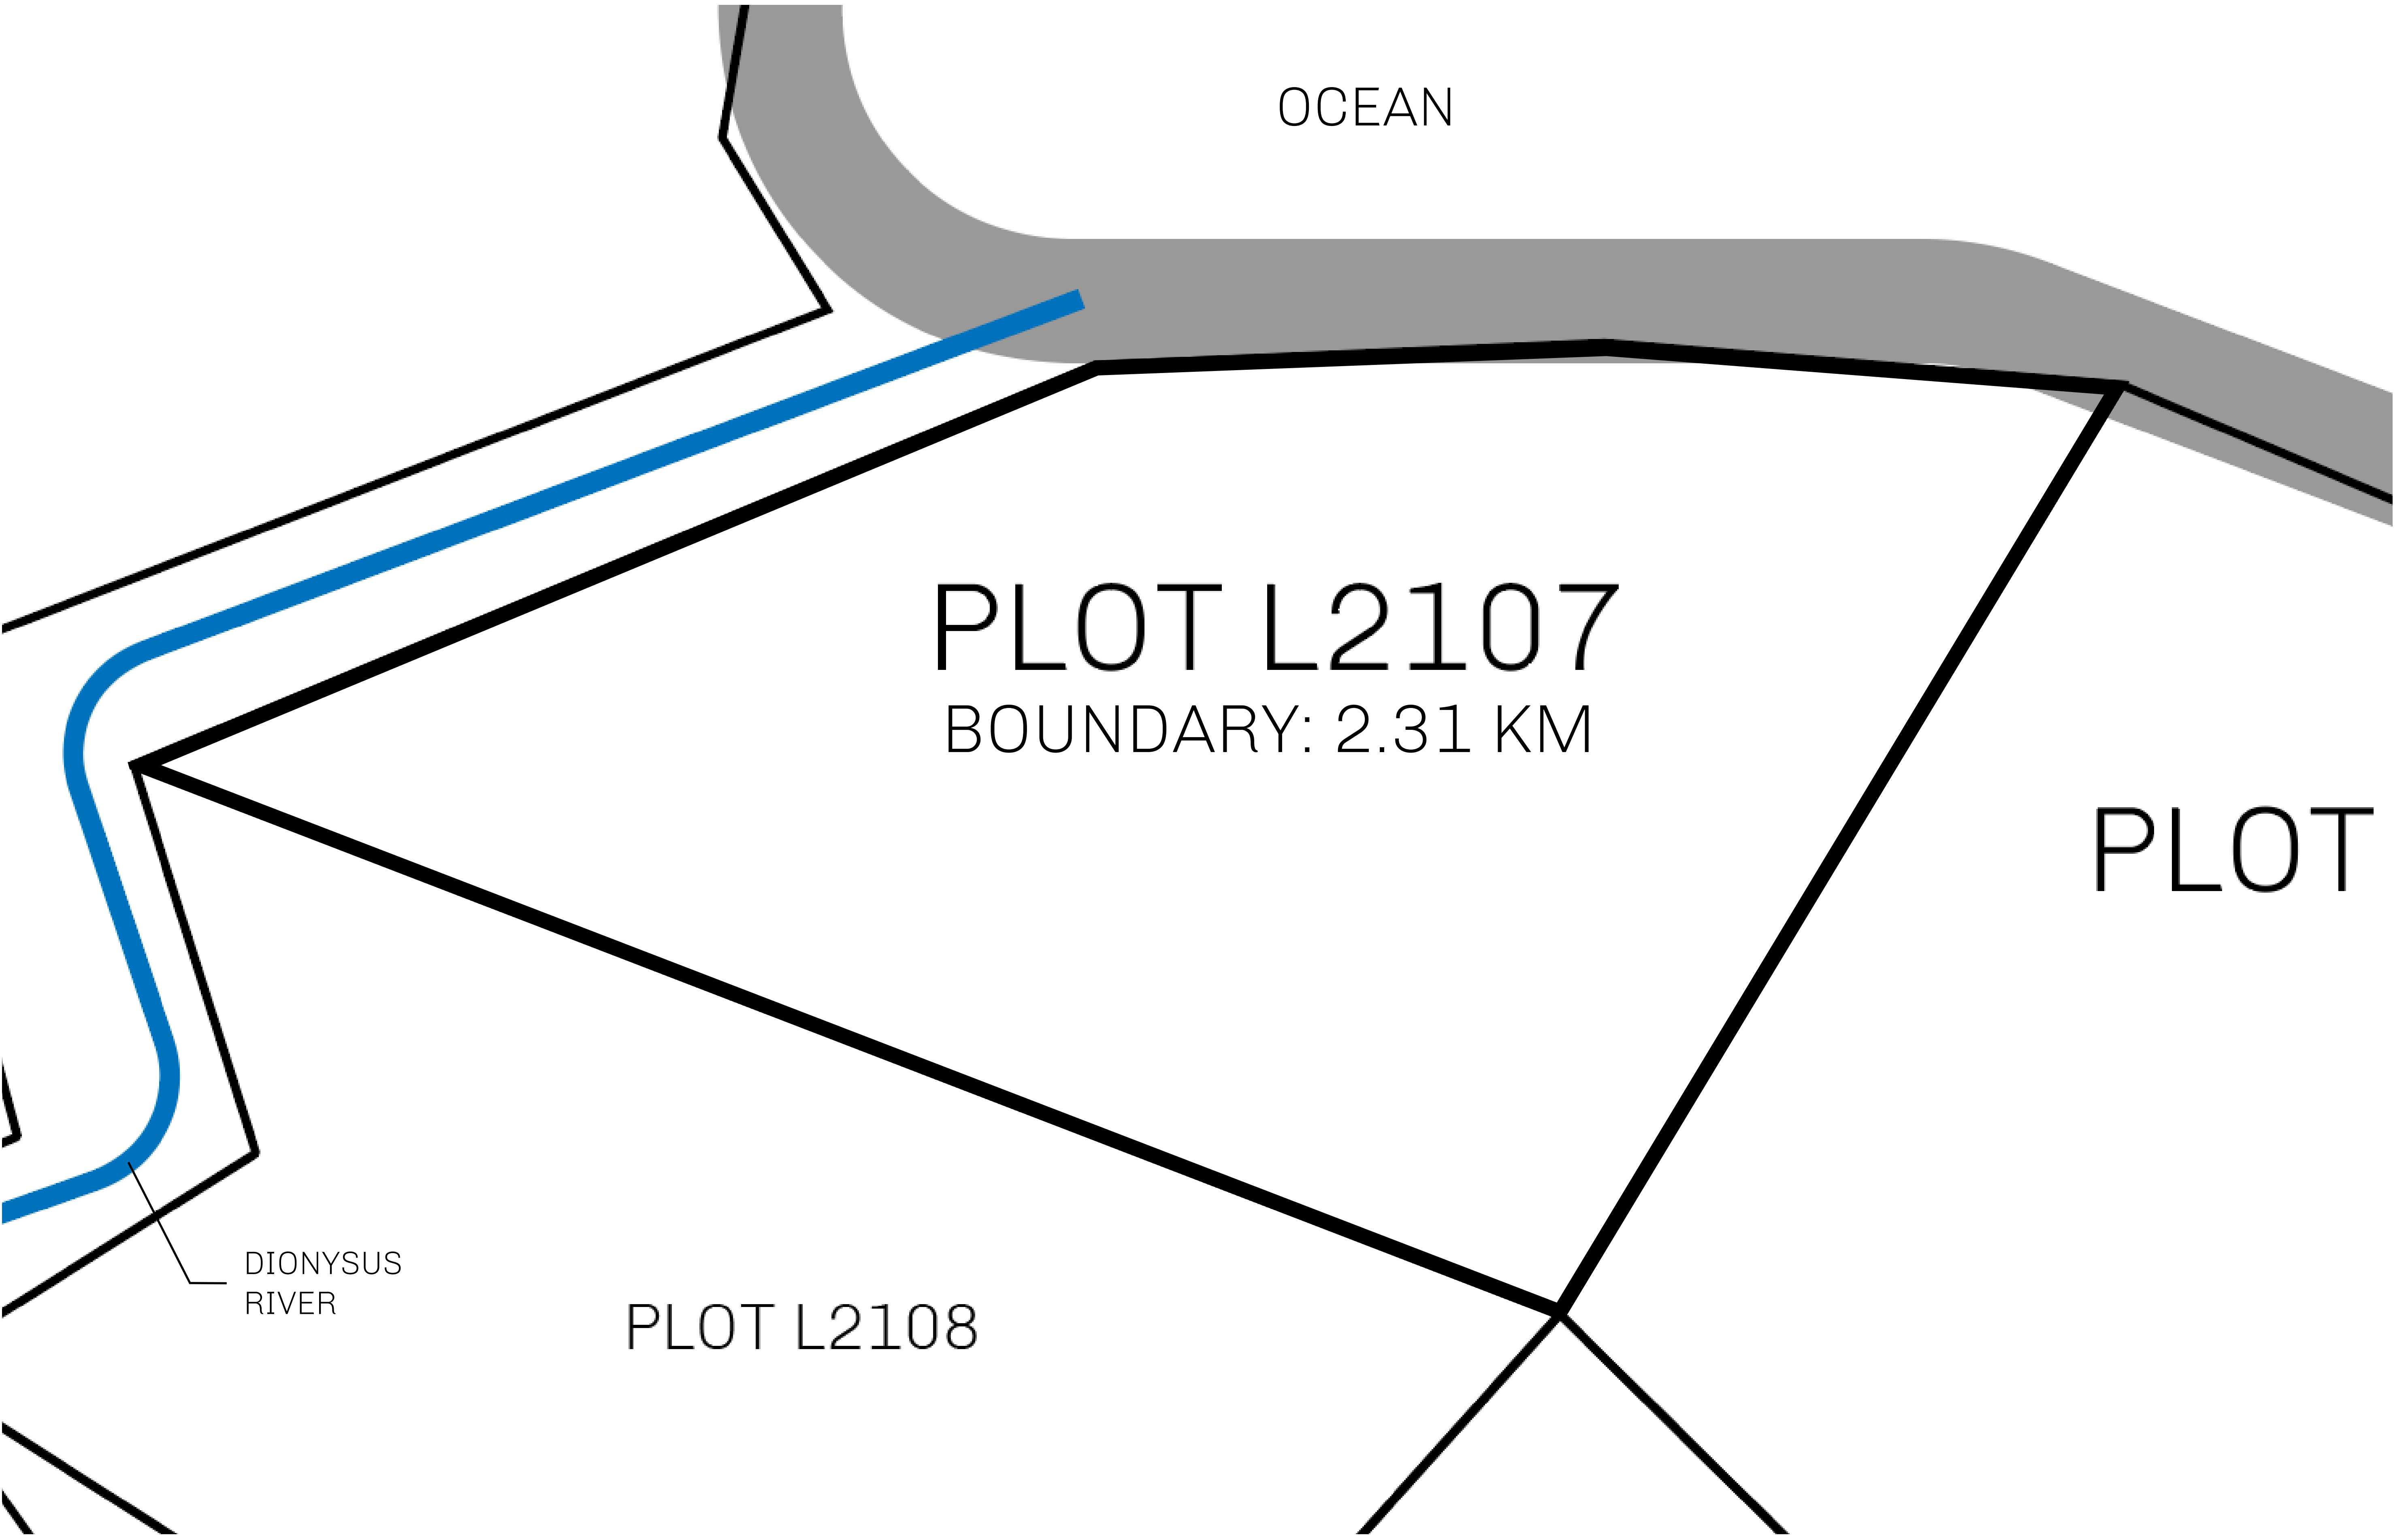 OCEAN
PLOT L2107
BOUNDARY: 2.31 KM
PLOT
DIONYSUS
RIVER
PLOT L2108